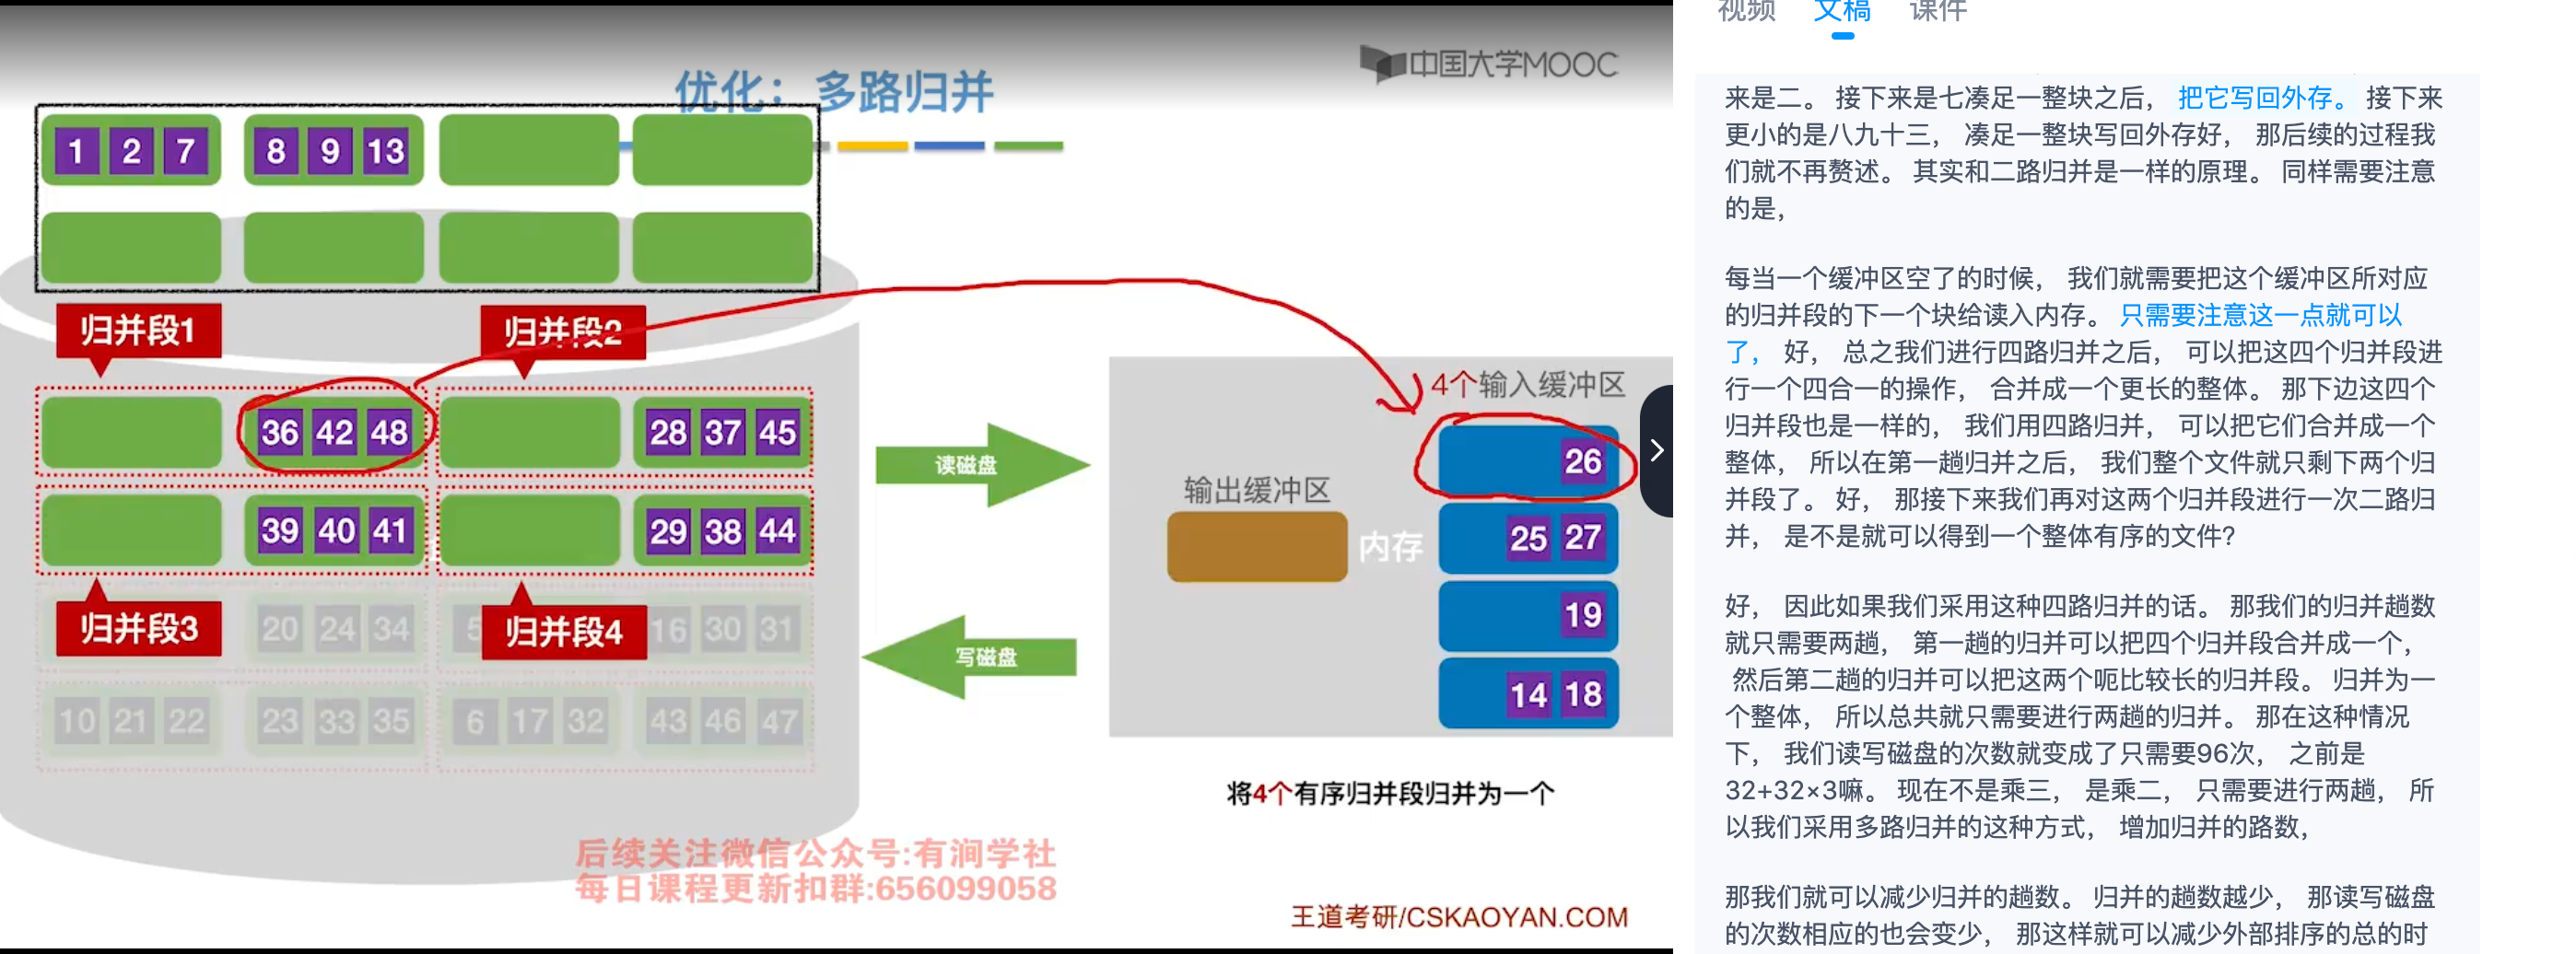 优化：多路归并
中国大学MOOC
1 2 7 8 9 13
归并段1 归并段2
36 42 48 28 37 45
39 40 41 29 38 44
归并段3 归并段4
20 24 34 5 16 30 31
10 21 22 23 33 35 6 17 32 43 46 47
读磁盘
写磁盘
4个输入缓冲区
输出缓冲区
内存
26
25 27
19
14 18
将4个有序归并段归并为一个
后续关注微信公众号:有涧学社
每日课程更新扣群:656099058
王道考研/CSKAOYAN.COM
视频 文稿 课件
来是二。 接下来是七凑足一整块之后， 把它写回外存。 接下来
更小的是八九十三， 凑足一整块写回外存好， 那后续的过程我
们就不再赘述。 其实和二路归并是一样的原理。 同样需要注意
的是，
每当一个缓冲区空了的时候， 我们就需要把这个缓冲区所对应
的归并段的下一个块给读入内存。 只需要注意这一点就可以
了， 好， 总之我们进行四路归并之后， 可以把这四个归并段进
行一个四合一的操作， 合并成一个更长的整体。 那下边这四个
归并段也是一样的， 我们用四路归并， 可以把它们合并成一个
整体， 所以在第一趟归并之后， 我们整个文件就只剩下两个归
并段了。 好， 那接下来我们再对这两个归并段进行一次二路归
并， 是不是就可以得到一个整体有序的文件?
好， 因此如果我们采用这种四路归并的话。 那我们的归并趟数
就只需要两趟， 第一趟的归并可以把四个归并段合并成一个，
然后第二趟的归并可以把这两个呃比较长的归并段。 归并为一
个整体， 所以总共就只需要进行两趟的归并。 那在这种情况
下， 我们读写磁盘的次数就变成了只需要96次， 之前是
32+32×3嘛。 现在不是乘三， 是乘二， 只需要进行两趟， 所
以我们采用多路归并的这种方式， 增加归并的路数，
那我们就可以减少归并的趟数。 归并的趟数越少， 那读写磁盘
的次数相应的也会变少， 那这样就可以减少外部排序的总的时